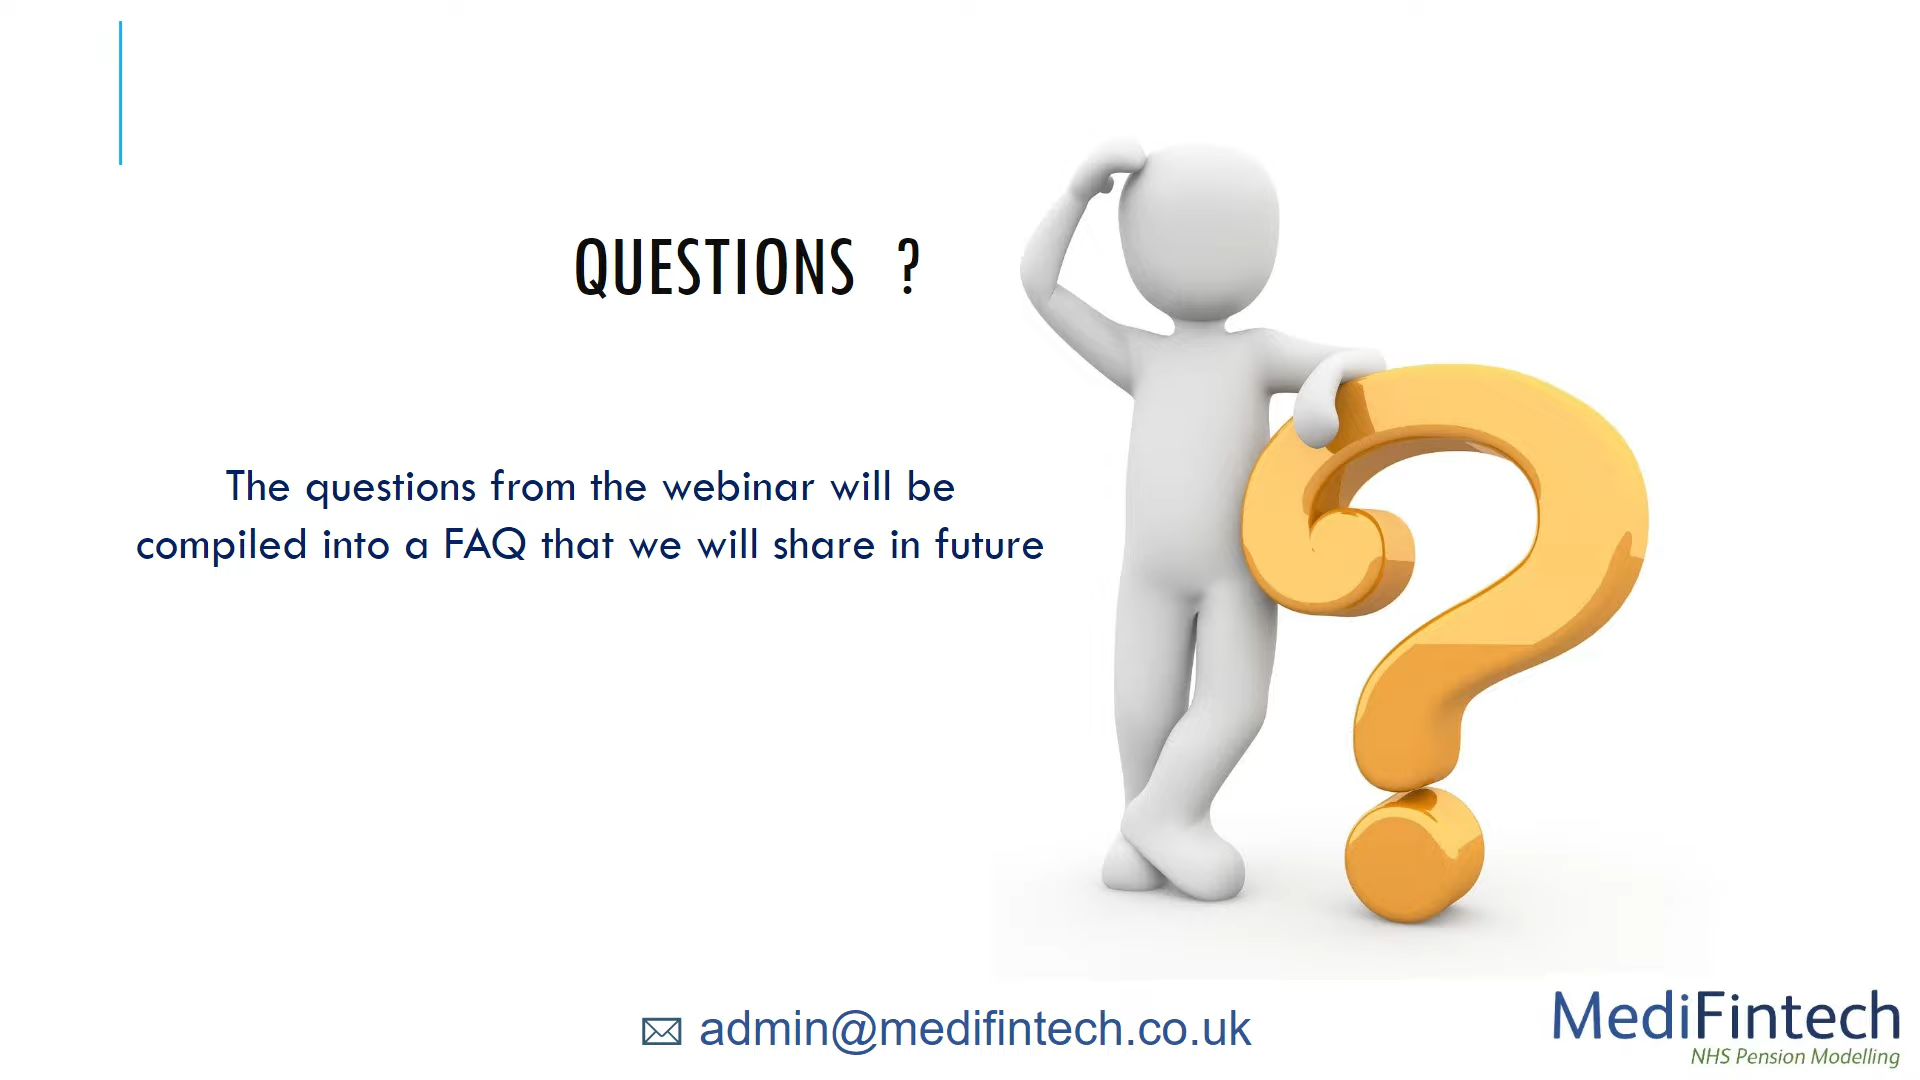 QUESTIONS ?
The questions from the webinar will be
compiled into a FAQ that we will share in future
admin@medifintech.co.uk
MediFintech
NHS Pension Modelling